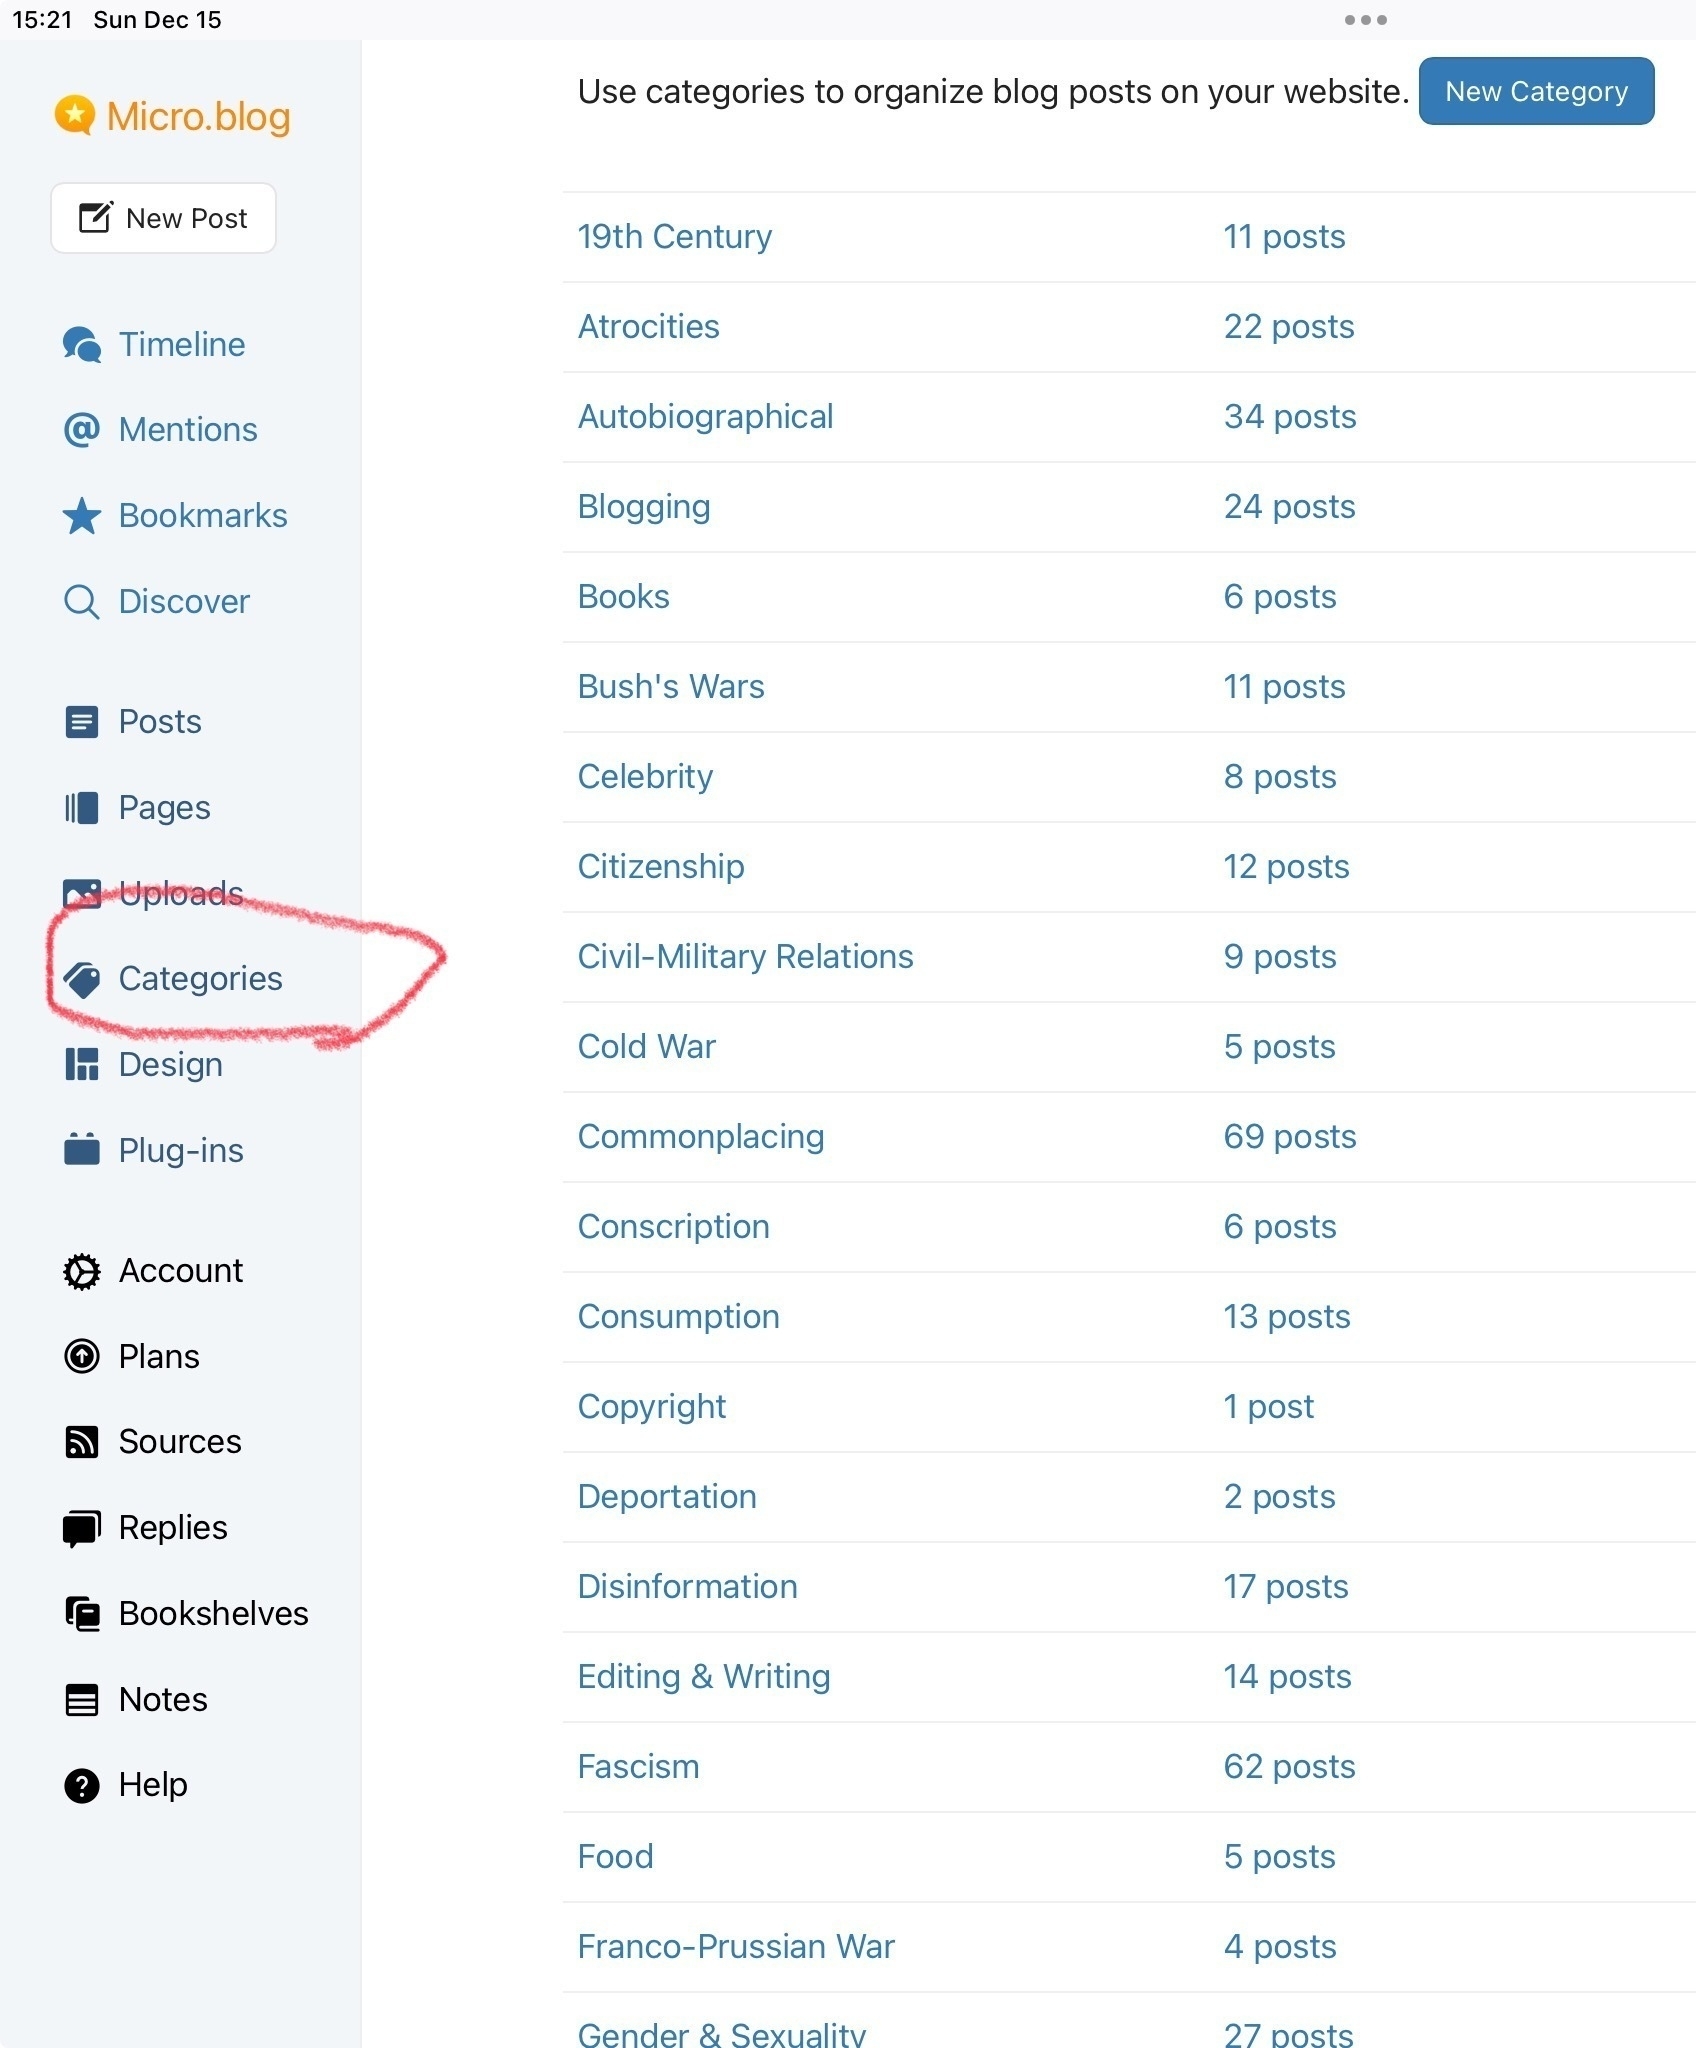 15:21 Sun Dec 15
Micro.blog
New Post
Timeline
Mentions
Bookmarks
Discover
Posts
Pages
Uploads
Categories
Design
Plug-ins
Account
Plans
Sources
Replies
Bookshelves
Notes
Help
Use categories to organize blog posts on your website. New Category
19th Century 11 posts
Atrocities 22 posts
Autobiographical 34 posts
Blogging 24 posts
Books 6 posts
Bush's Wars 11 posts
Celebrity 8 posts
Citizenship 12 posts
Civil-Military Relations 9 posts
Cold War 5 posts
Commonplacing 69 posts
Conscription 6 posts
Consumption 13 posts
Copyright 1 post
Deportation 2 posts
Disinformation 17 posts
Editing & Writing 14 posts
Fascism 62 posts
Food 5 posts
Franco-Prussian War 4 posts
Gender & Sexuality 27 posts